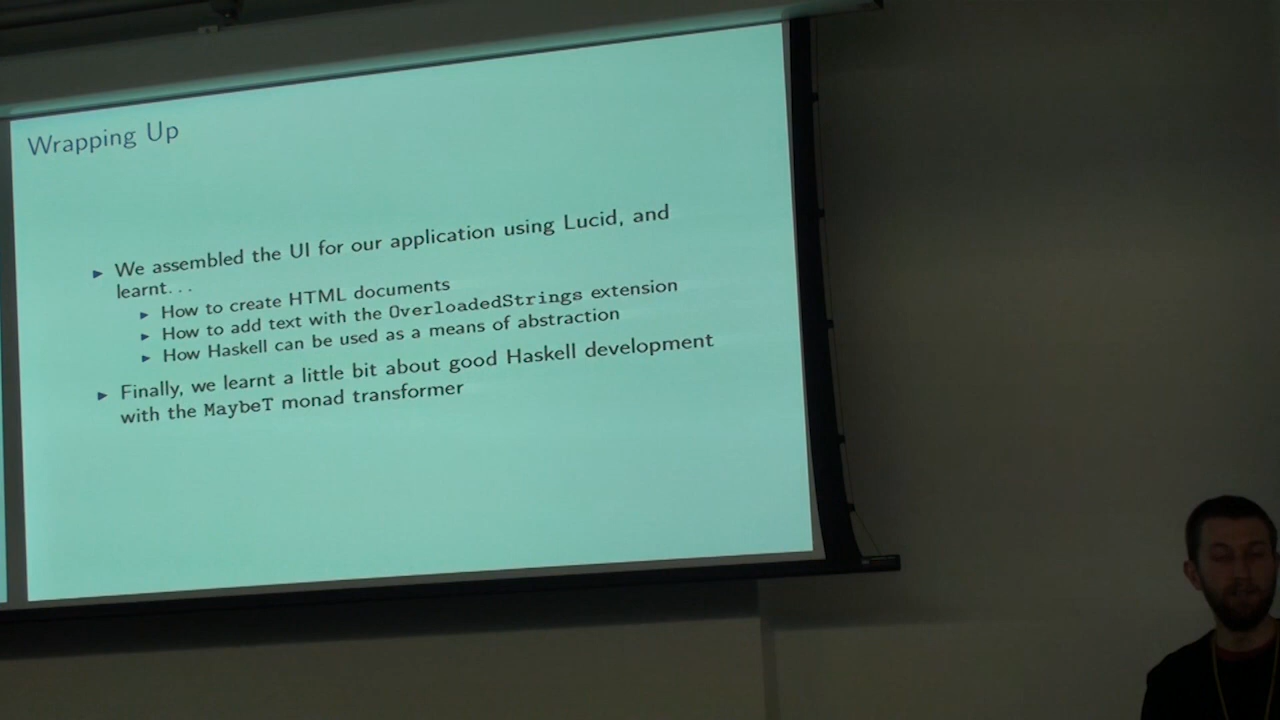 Wrapping Up
▶ We assembled the UI for our application using Lucid, and
learnt...
▶ How to create HTML documents
▶ How to add text with the OverloadedStrings extension
▶ How Haskell can be used as a means of abstraction
▶ Finally, we learnt a little bit about good Haskell development
with the MaybeT monad transformer